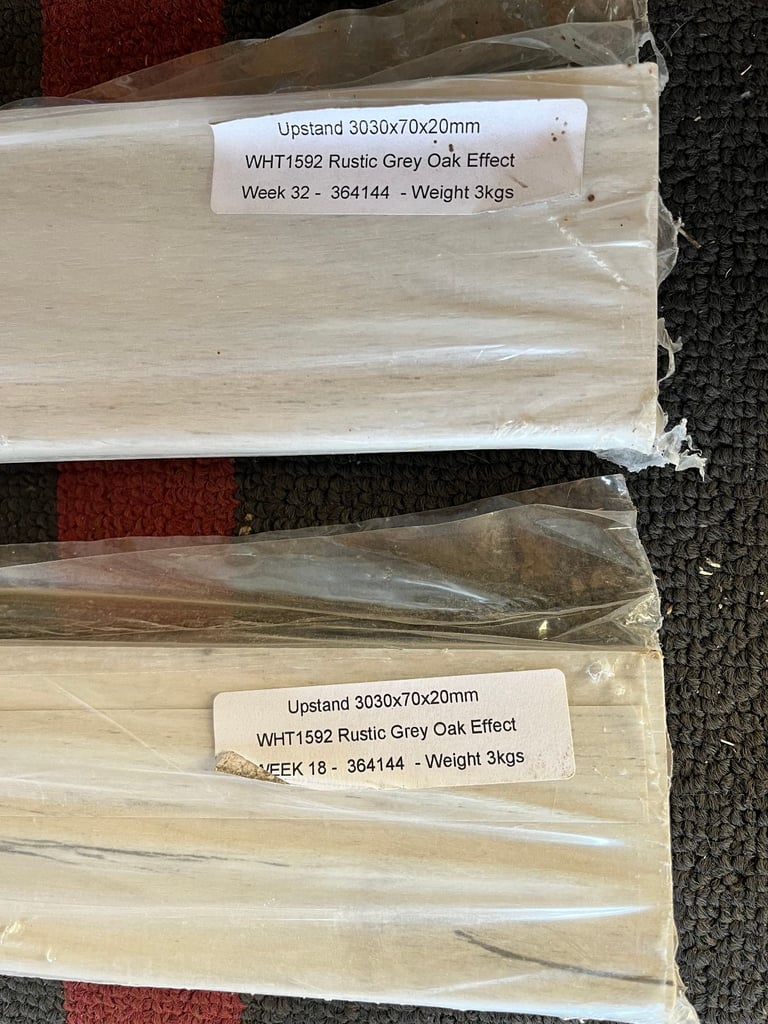 Upstand 3030x70x20mm
WHT1592 Rustic Grey Oak Effect
Week 32 - 364144 - Weight 3kgs
Upstand 3030x70x20mm
WHT1592 Rustic Grey Oak Effect
WEEK 18 - 364144 - Weight 3kgs